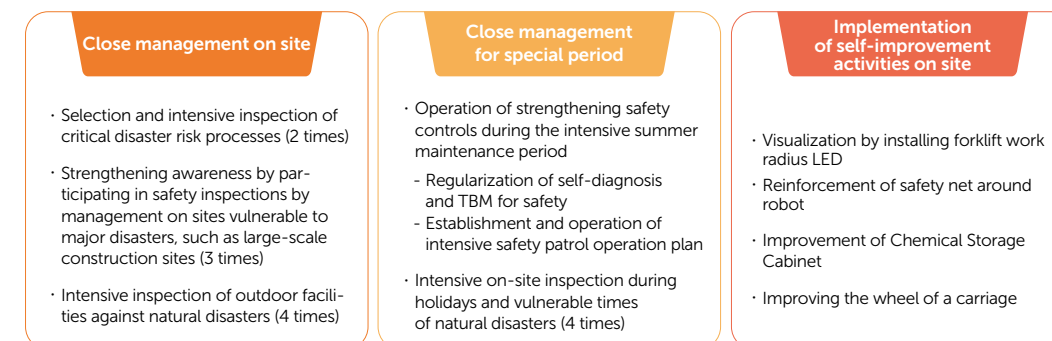 Close management on site
· Selection and intensive inspection of
critical disaster risk processes (2 times)
· Strengthening awareness by par-
ticipating in safety inspections by
management on sites vulnerable to
major disasters, such as large-scale
construction sites (3 times)
· Intensive inspection of outdoor facili-
ties against natural disasters (4 times)
Close management
for special period
· Operation of strengthening safety
controls during the intensive summer
maintenance period
- Regularization of self-diagnosis
and TBM for safety
- Establishment and operation of
intensive safety patrol operation plan
· Intensive on-site inspection during
holidays and vulnerable times
of natural disasters (4 times)
Implementation
of self-improvement
activities on site
· Visualization by installing forklift work
radius LED
· Reinforcement of safety net around
robot
· Improvement of Chemical Storage
Cabinet
· Improving the wheel of a carriage